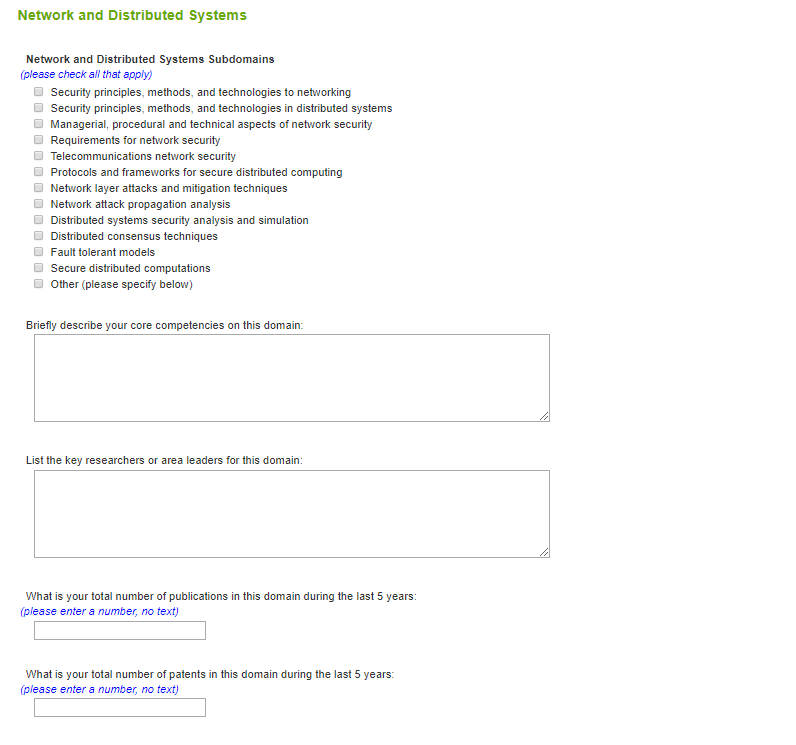 Network and Distributed Systems
Network and Distributed Systems Subdomains
(please check all that apply)
Security principles, methods, and technologies to networking
Security principles, methods, and technologies in distributed systems
Managerial, procedural and technical aspects of network security
Requirements for network security
Telecommunications network security
Protocols and frameworks for secure distributed computing
Network layer attacks and mitigation techniques
Network attack propagation analysis
Distributed systems security analysis and simulation
Distributed consensus techniques
Fault tolerant models
Secure distributed computations
Other (please specify below)
Briefly describe your core competencies on this domain:
List the key researchers or area leaders for this domain:
What is your total number of publications in this domain during the last 5 years:
(please enter a number, no text)
What is your total number of patents in this domain during the last 5 years:
(please enter a number, no text)